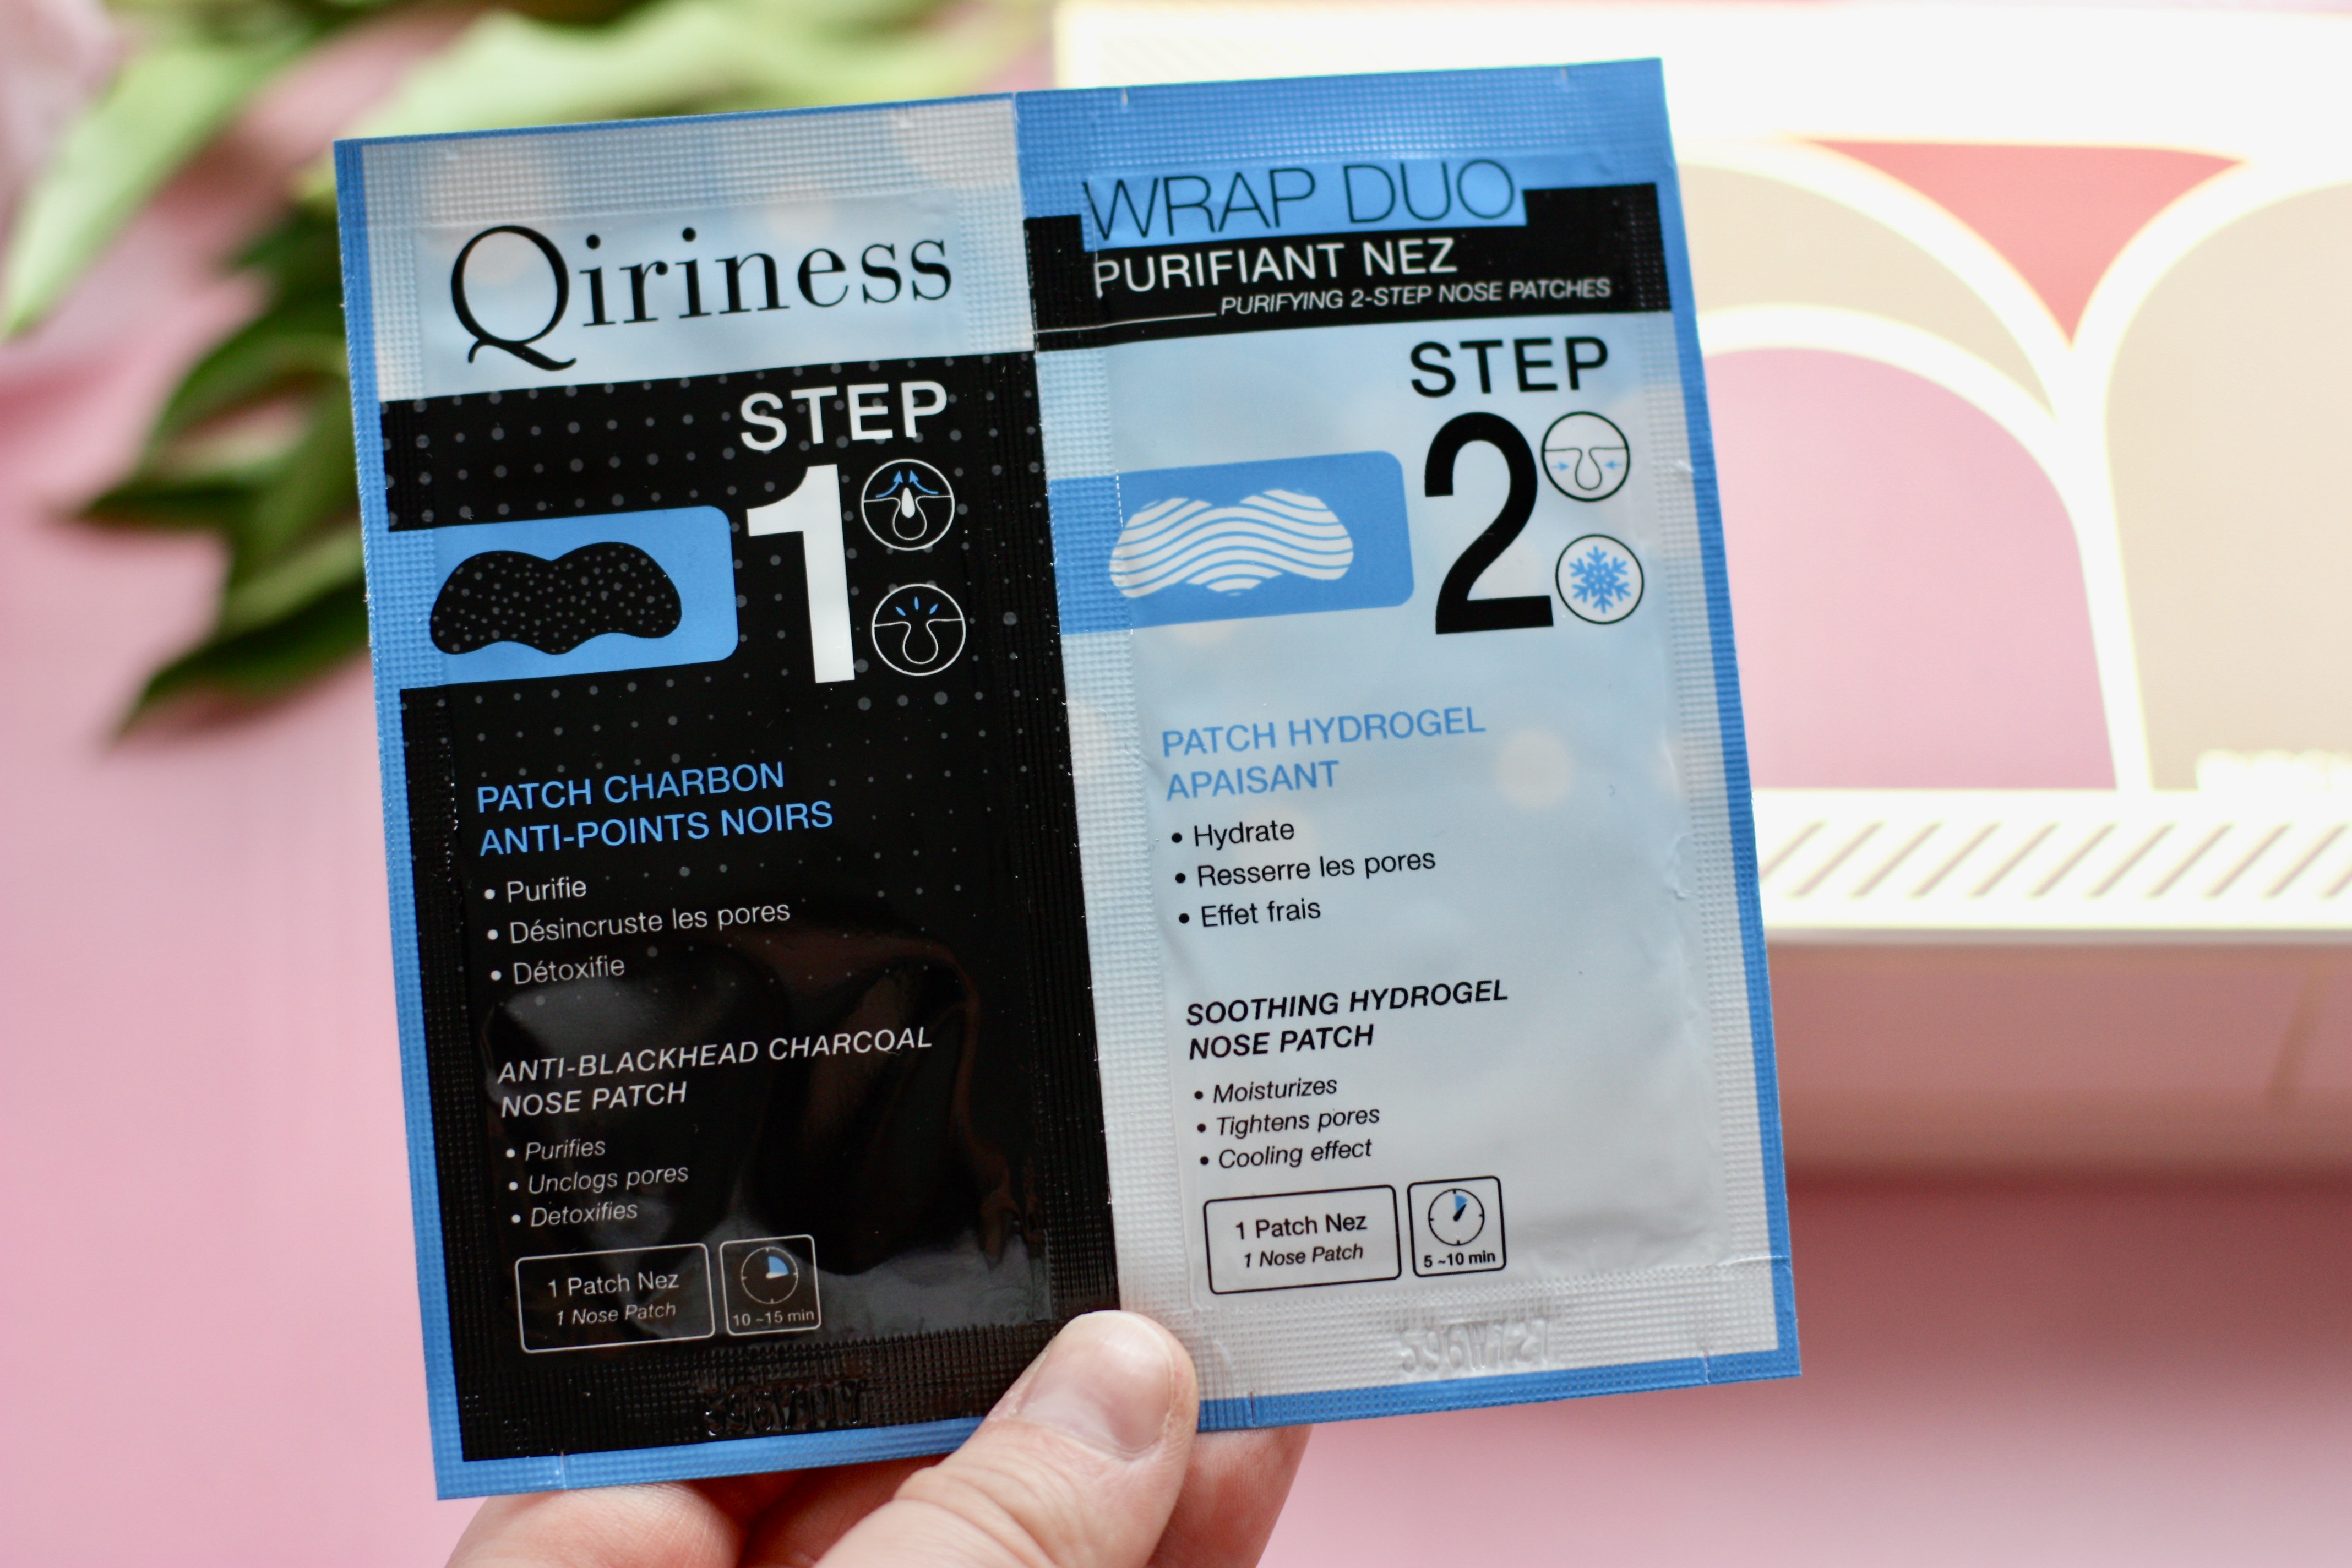 Qiriness
STEP
1
PATCH CHARBON
ANTI-POINTS NOIRS
• Purifie
• Désincruste les pores
• Détoxifie
ANTI-BLACKHEAD CHARCOAL
NOSE PATCH
• Purifies
• Unclogs pores
• Detoxifies
1 Patch Nez
1 Nose Patch
10 ~15 min
WRAP DUO
PURIFIANT NEZ
PURIFYING 2-STEP NOSE PATCHES
STEP
2
PATCH HYDROGEL
APAISANT
• Hydrate
• Resserre les pores
• Effet frais
SOOTHING HYDROGEL
NOSE PATCH
• Moisturizes
• Tightens pores
• Cooling effect
1 Patch Nez
1 Nose Patch
5 ~10 min